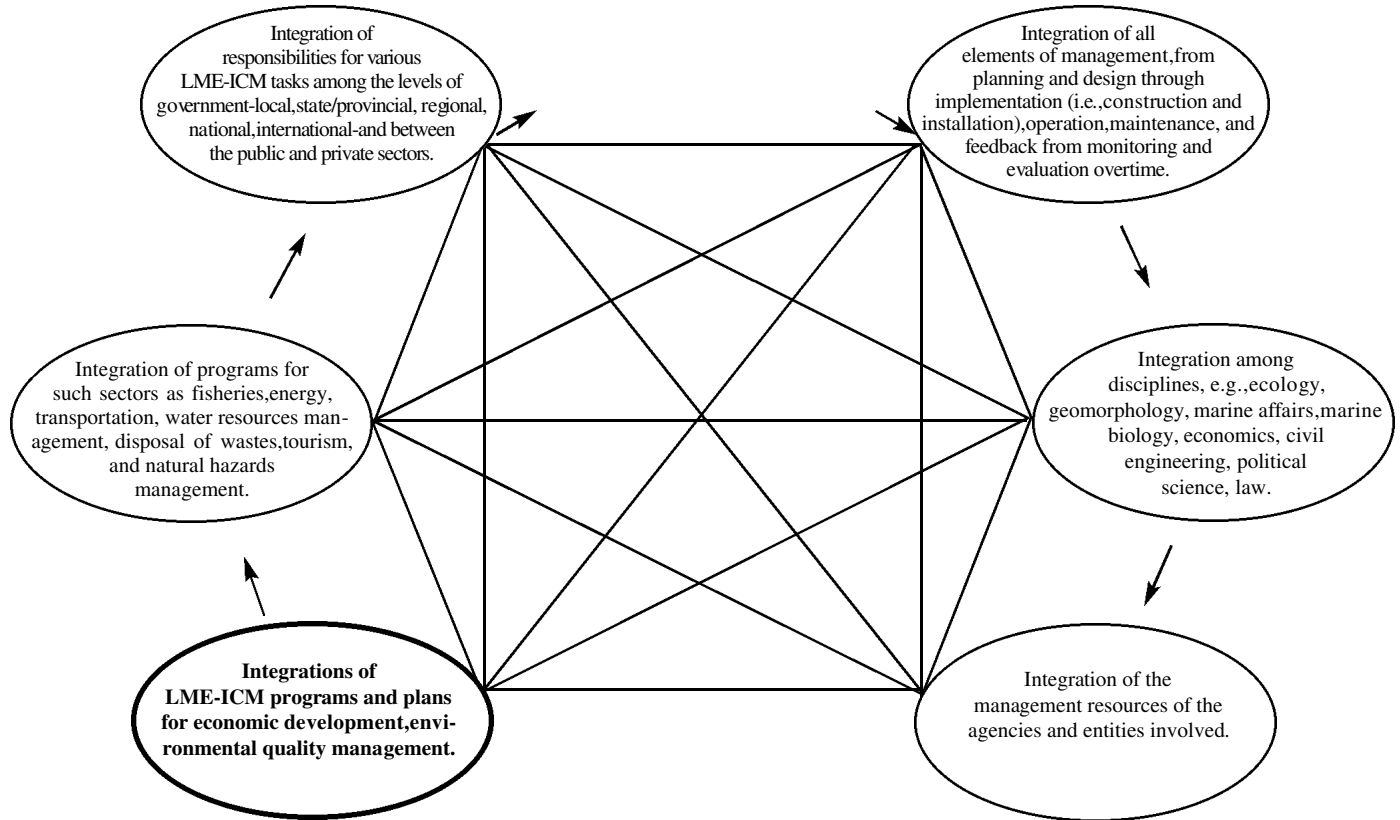 Integration of
responsibilities for various
LME-ICM tasks among the levels of
government-local,state/provincial, regional,
national,international-and between
the public and private sectors.
Integration of all
elements of management,from
planning and design through
implementation (i.e.,construction and
installation),operation,maintenance, and
feedback from monitoring and
evaluation overtime.
Integration of programs for
such sectors as fisheries,energy,
transportation, water resources man-
agement, disposal of wastes,tourism,
and natural hazards
management.
Integration among
disciplines, e.g.,ecology,
geomorphology, marine affairs,marine
biology, economics, civil
engineering, political
science, law.
Integrations of
LME-ICM programs and plans
for economic development,envi-
ronmental quality management.
Integration of the
management resources of the
agencies and entities involved.